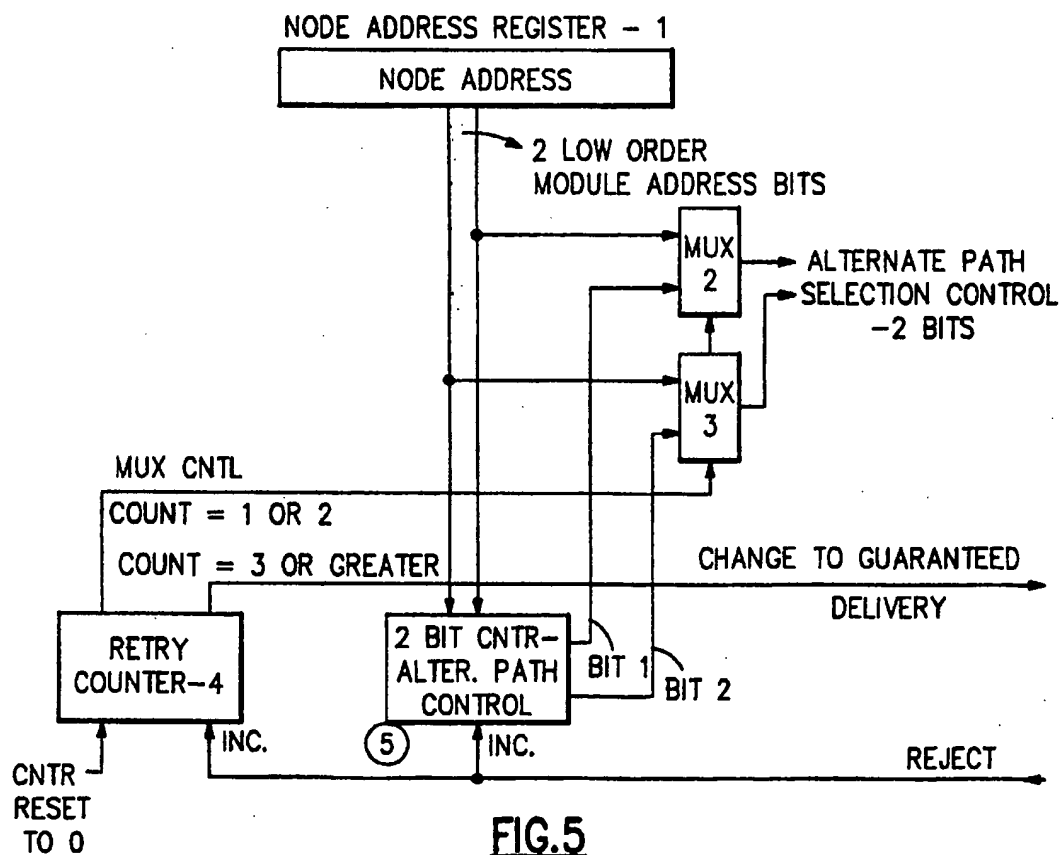 NODE ADDRESS REGISTER - 1
NODE ADDRESS
2 LOW ORDER
MODULE ADDRESS BITS
MUX
2
ALTERNATE PATH
SELECTION CONTROL
-2 BITS
MUX
3
MUX CNTL
COUNT = 1 OR 2
COUNT = 3 OR GREATER
CHANGE TO GUARANTEED
DELIVERY
RETRY
COUNTER-4
2 BIT CNTR-
ALTER. PATH
CONTROL
BIT 1
BIT 2
5
INC.
INC.
REJECT
CNTR
RESET
TO 0
FIG.5